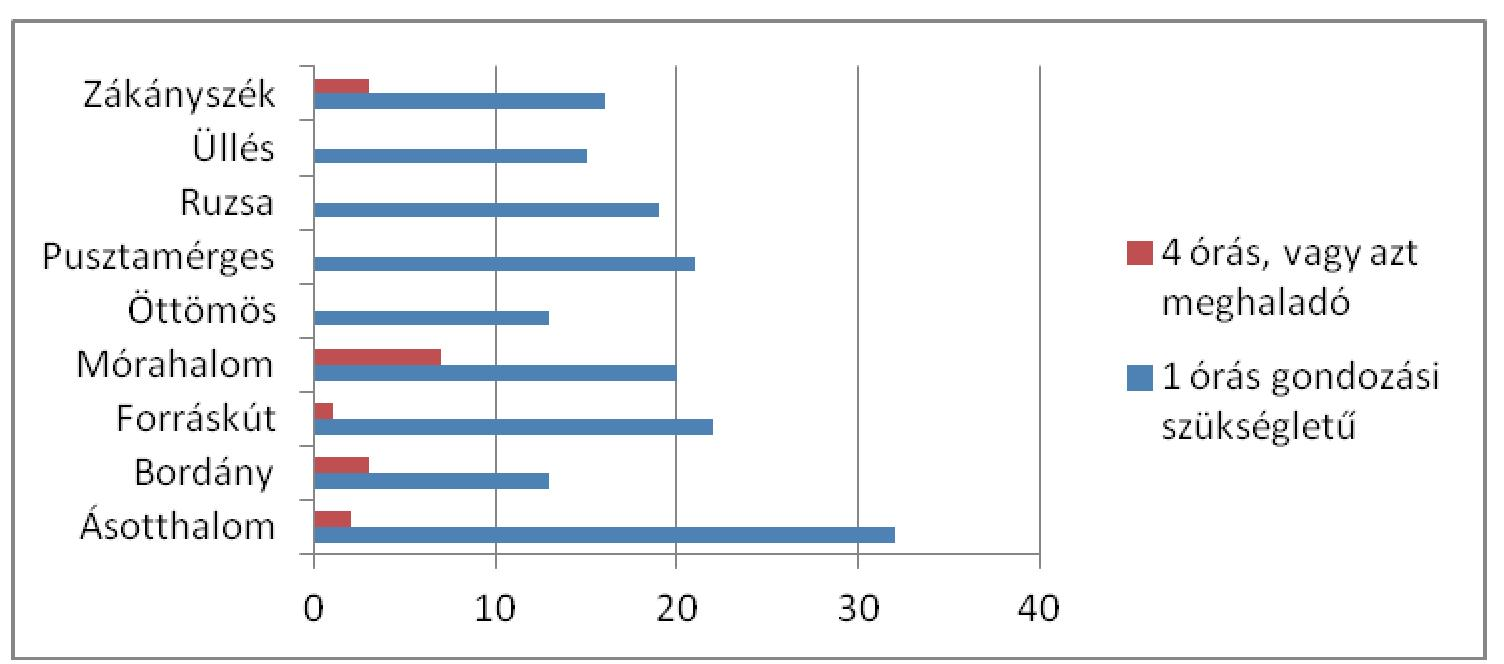 Zákányszék
Üllés
Ruzsa
Pusztamérges
Öttömös
Mórahalom
Forráskút
Bordány
Ásotthalom
0 10 20 30 40
4 órás, vagy azt
meghaladó
1 órás gondozási
szükségletű